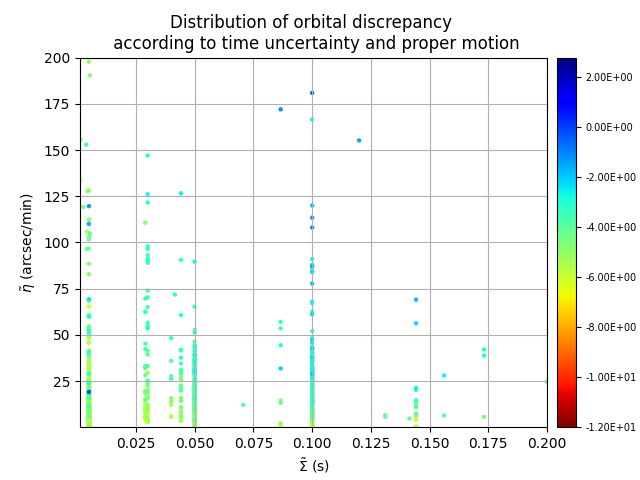 Distribution of orbital discrepancy
according to time uncertainty and proper motion
200
175
150
125
100
75
50
25
η̃ (arcsec/min)
0.025 0.050 0.075 0.100 0.125 0.150 0.175 0.200
Σ̃ (s)
2.00E+00
0.00E+00
-2.00E+00
-4.00E+00
-6.00E+00
-8.00E+00
-1.00E+01
-1.20E+01